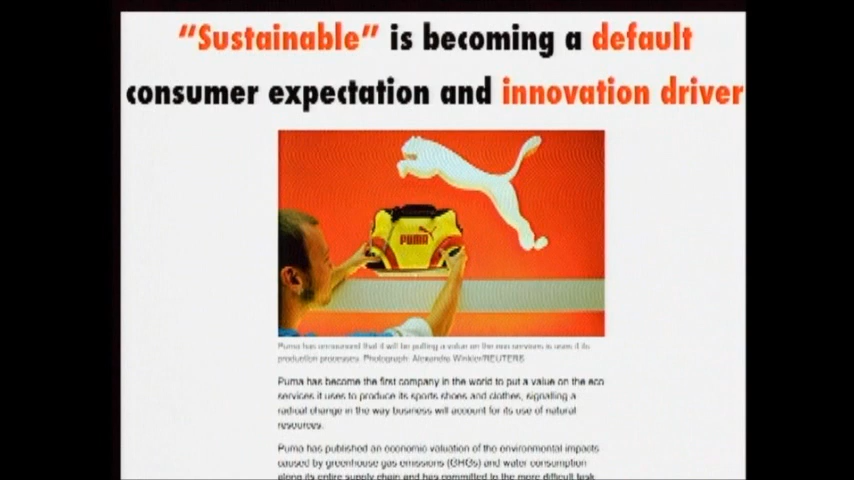 “Sustainable” is becoming a default
consumer expectation and innovation driver
PUMA
Puma has announced that it will be putting a value on the eco services is uses it its
production processes. Photograph: Alexandra Winkler/REUTERS
Puma has become the first company in the world to put a value on the eco
services it uses to produce its sports shoes and clothes, signalling a
radical change in the way business will account for its use of natural
resources.
Puma has published an economic valuation of the environmental impacts
caused by greenhouse gas emissions (GHGs) and water consumption
along its entire supply chain and has committed to the more difficult task